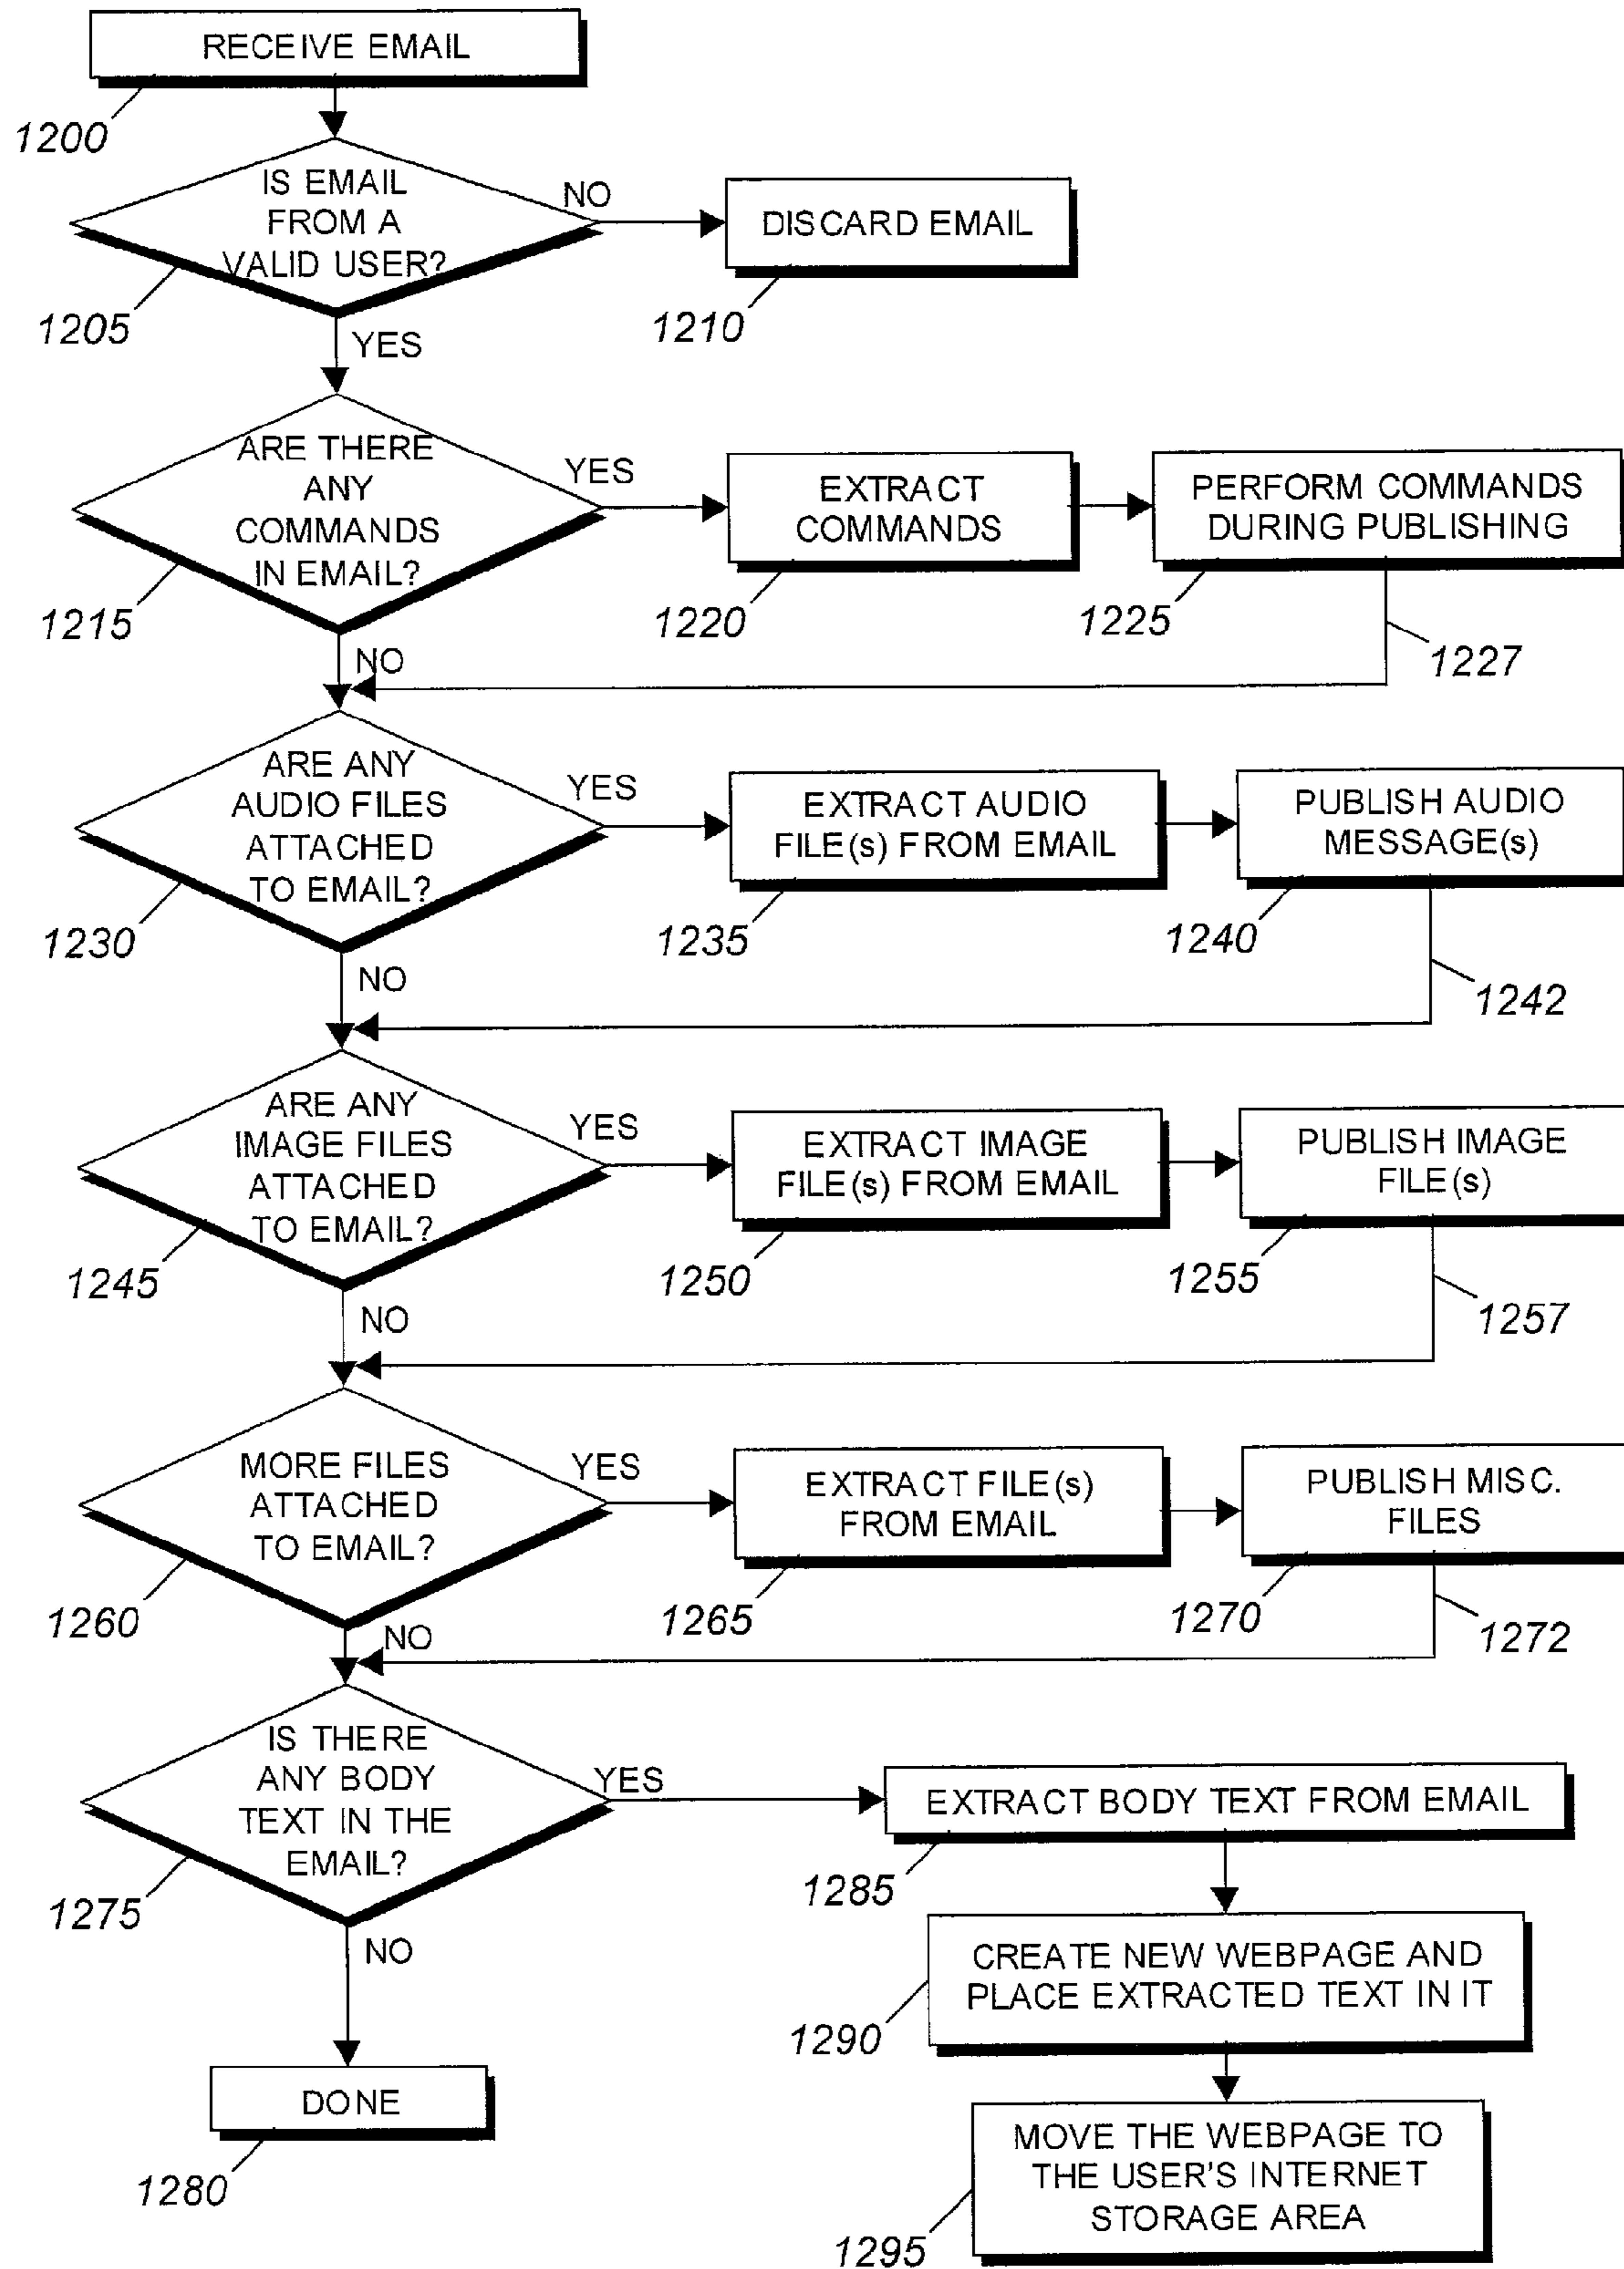 RECEIVE EMAIL
1200
IS EMAIL
FROM A
VALID USER?
NO
DISCARD EMAIL
1205
1210
YES
ARE THERE
ANY
COMMANDS
IN EMAIL?
YES
EXTRACT
COMMANDS
PERFORM COMMANDS
DURING PUBLISHING
1215
1220
1225
1227
NO
ARE ANY
AUDIO FILES
ATTACHED
TO EMAIL?
YES
EXTRACT AUDIO
FILE(s) FROM EMAIL
PUBLISH AUDIO
MESSAGE(s)
1230
1235
1240
1242
NO
ARE ANY
IMAGE FILES
ATTACHED
TO EMAIL?
YES
EXTRACT IMAGE
FILE(s) FROM EMAIL
PUBLISH IMAGE
FILE(s)
1245
1250
1255
1257
NO
MORE FILES
ATTACHED
TO EMAIL?
YES
EXTRACT FILE(s)
FROM EMAIL
PUBLISH MISC.
FILES
1260
1265
1270
1272
NO
IS THERE
ANY BODY
TEXT IN THE
EMAIL?
YES
EXTRACT BODY TEXT FROM EMAIL
1275
1285
NO
CREATE NEW WEBPAGE AND
PLACE EXTRACTED TEXT IN IT
1290
DONE
1280
MOVE THE WEBPAGE TO
THE USER'S INTERNET
STORAGE AREA
1295